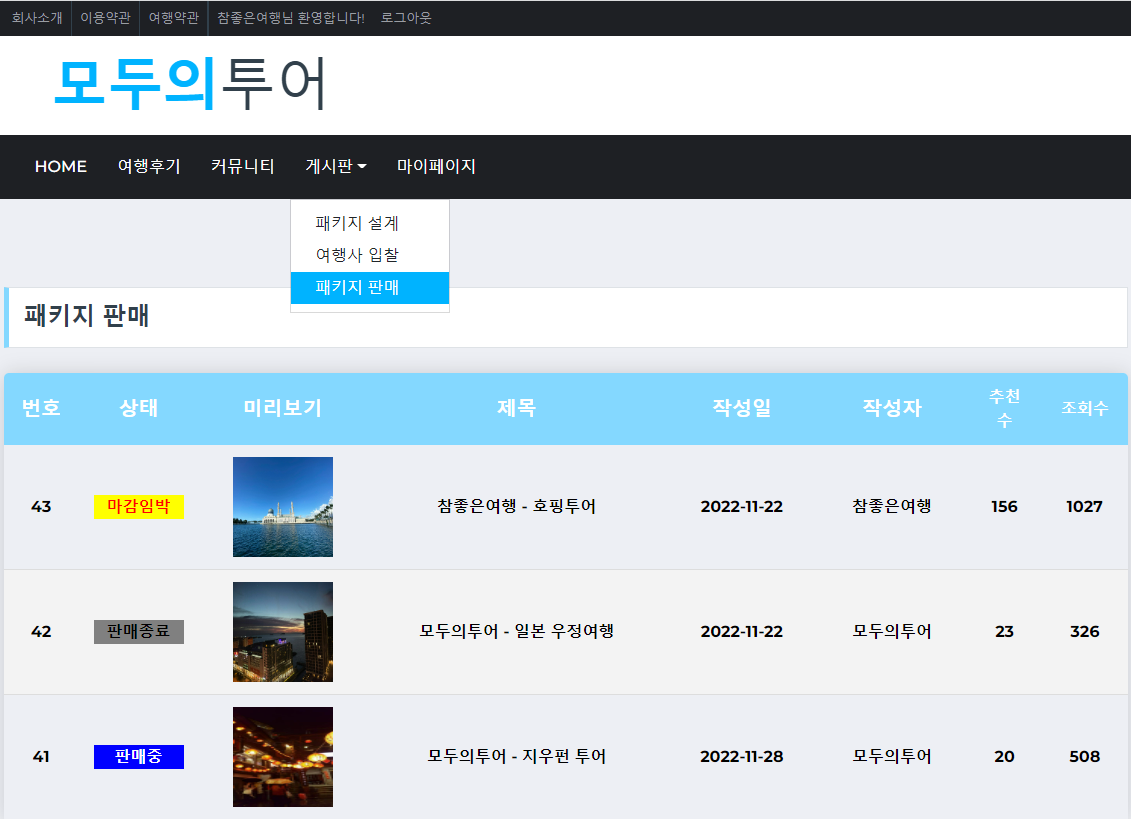 회사소개 이용약관 여행약관 참좋은여행님 환영합니다! 로그아웃
모두의투어
HOME 여행후기 커뮤니티 게시판 마이페이지
패키지 설계
여행사 입찰
패키지 판매
패키지 판매
번호 상태 미리보기 제목 작성일 작성자 추천수 조회수
43 마감임박 참좋은여행 - 호핑투어 2022-11-22 참좋은여행 156 1027
42 판매종료 모두의투어 - 일본 우정여행 2022-11-22 모두의투어 23 326
41 판매중 모두의투어 - 지우펀 투어 2022-11-28 모두의투어 20 508